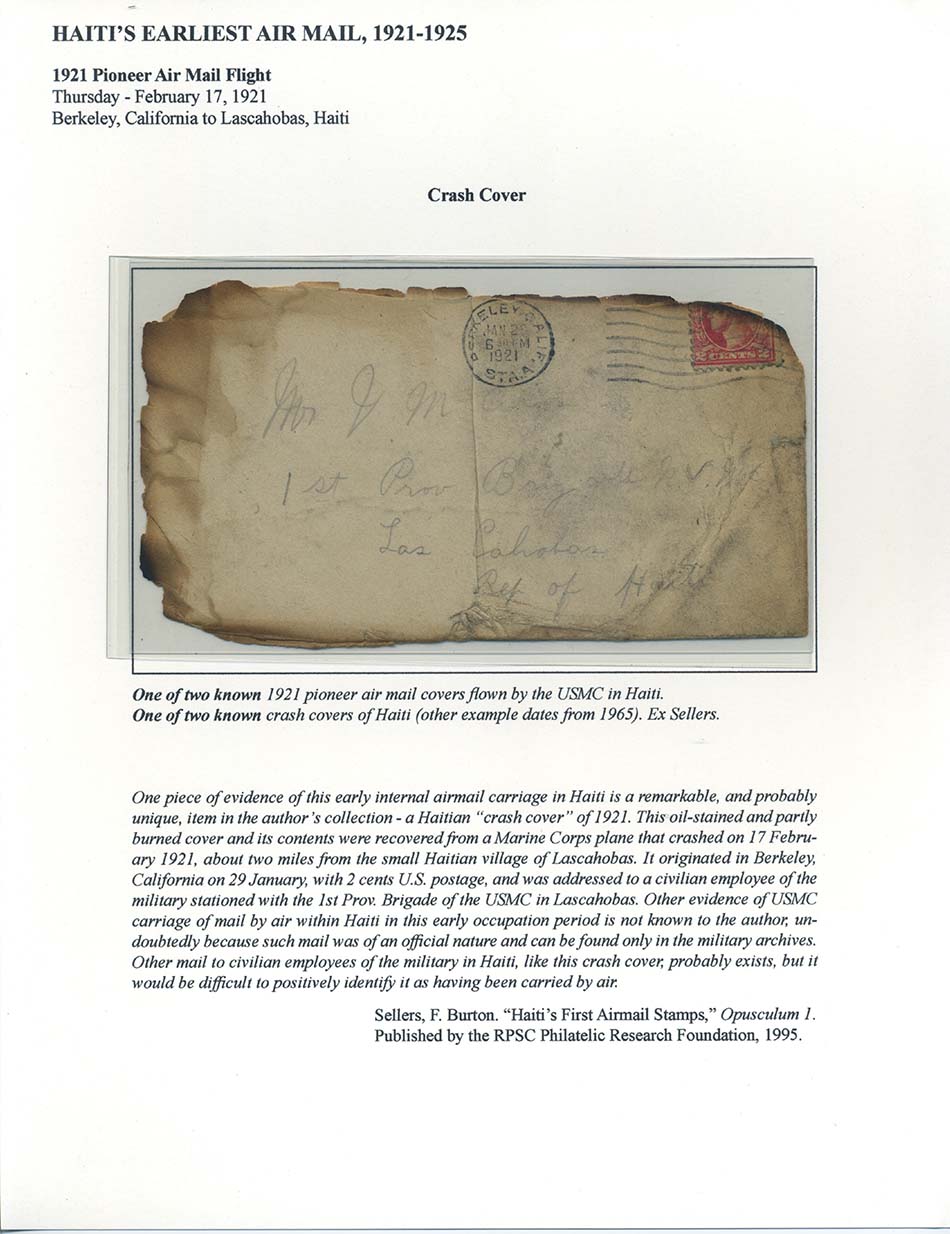 HAITI'S EARLIEST AIR MAIL, 1921-1925
1921 Pioneer Air Mail Flight
Thursday - February 17, 1921
Berkeley, California to Lascahobas, Haiti
Crash Cover
BERKELEY, CALIF.
JAN 29
6 PM
1921
STA. A.
2 CENTS 2
Mr J M
1st Prov Brigade
Las Cahobas
Rep of Haiti
One of two known 1921 pioneer air mail covers flown by the USMC in Haiti.
One of two known crash covers of Haiti (other example dates from 1965). Ex Sellers.
One piece of evidence of this early internal airmail carriage in Haiti is a remarkable, and probably
unique, item in the author's collection - a Haitian “crash cover” of 1921. This oil-stained and partly
burned cover and its contents were recovered from a Marine Corps plane that crashed on 17 Febru-
ary 1921, about two miles from the small Haitian village of Lascahobas. It originated in Berkeley,
California on 29 January, with 2 cents U.S. postage, and was addressed to a civilian employee of the
military stationed with the 1st Prov. Brigade of the USMC in Lascahobas. Other evidence of USMC
carriage of mail by air within Haiti in this early occupation period is not known to the author, un-
doubtedly because such mail was of an official nature and can be found only in the military archives.
Other mail to civilian employees of the military in Haiti, like this crash cover, probably exists, but it
would be difficult to positively identify it as having been carried by air.
Sellers, F. Burton. “Haiti's First Airmail Stamps,” Opusculum 1.
Published by the RPSC Philatelic Research Foundation, 1995.